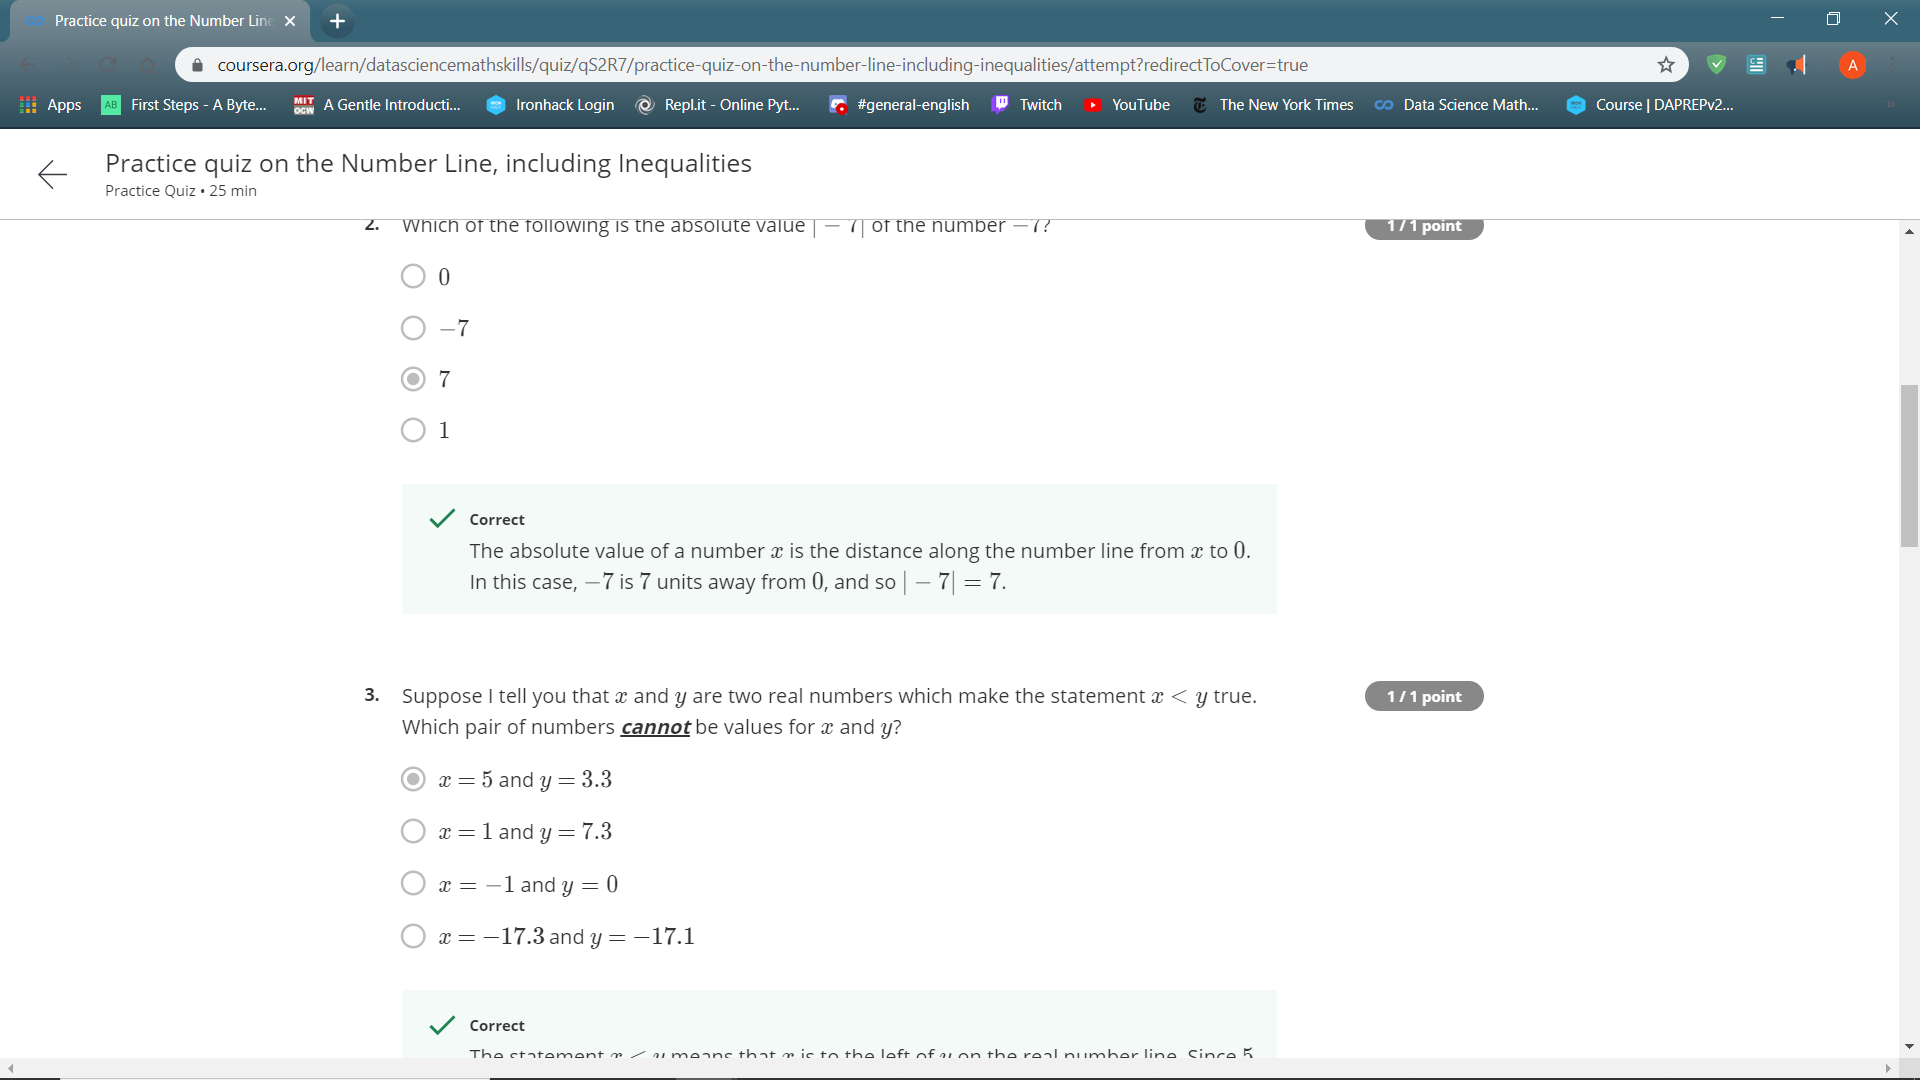 Practice quiz on the Number Line
coursera.org/learn/datasciencemathskills/quiz/qS2R7/practice-quiz-on-the-number-line-including-inequalities/attempt?redirectToCover=true
A
Apps AB First Steps - A Byte... MIT OCW A Gentle Introducti... Ironhack Login Repl.it - Online Pyt... #general-english Twitch YouTube The New York Times Data Science Math... Course | DAPREPv2...
Practice quiz on the Number Line, including Inequalities
Practice Quiz • 25 min
2. Which of the following is the absolute value | − 7| of the number −7? 1 / 1 point
0
−7
7
1
Correct
The absolute value of a number x is the distance along the number line from x to 0.
In this case, −7 is 7 units away from 0, and so | − 7| = 7.
3. Suppose I tell you that x and y are two real numbers which make the statement x < y true. 1 / 1 point
Which pair of numbers cannot be values for x and y?
x = 5 and y = 3.3
x = 1 and y = 7.3
x = −1 and y = 0
x = −17.3 and y = −17.1
Correct
The statement x < y means that x is to the left of y on the real number line. Since 5